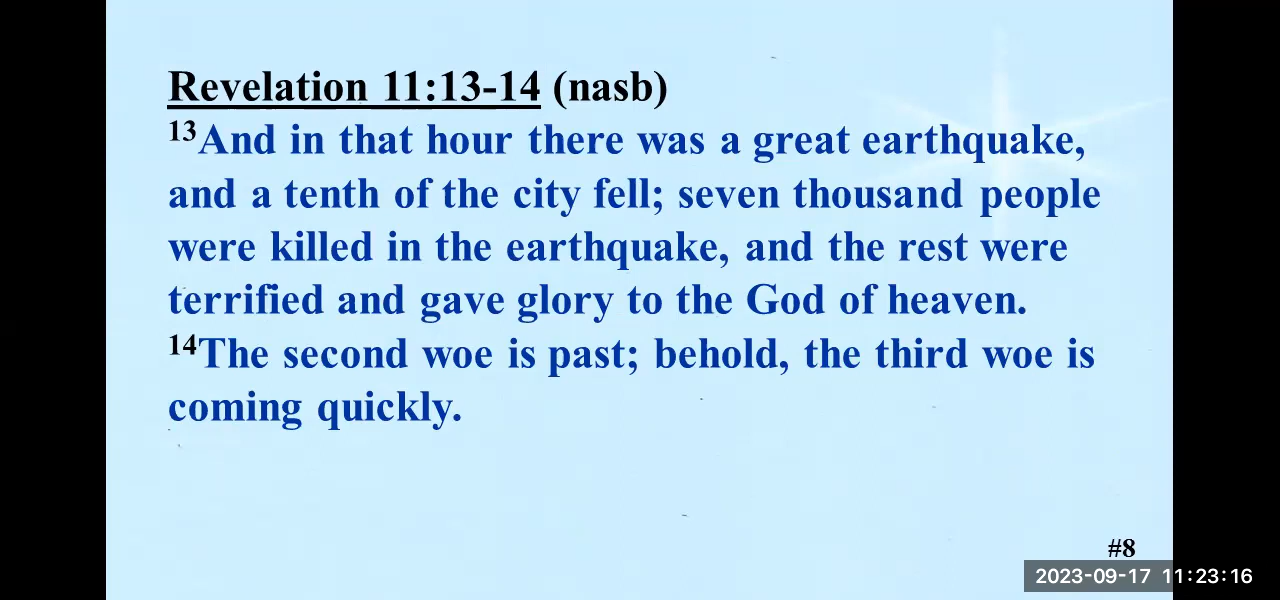 Revelation 11:13-14 (nasb)
13And in that hour there was a great earthquake,
and a tenth of the city fell; seven thousand people
were killed in the earthquake, and the rest were
terrified and gave glory to the God of heaven.
14The second woe is past; behold, the third woe is
coming quickly.
#8
2023-09-17 11:23:16